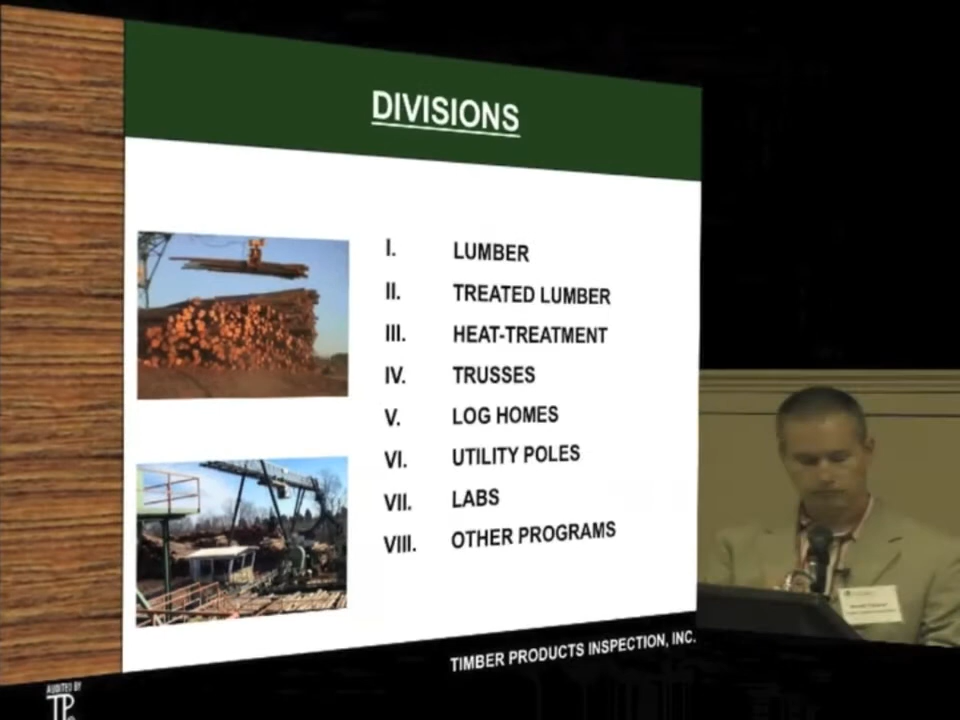 DIVISIONS
I. LUMBER
II. TREATED LUMBER
III. HEAT-TREATMENT
IV. TRUSSES
V. LOG HOMES
VI. UTILITY POLES
VII. LABS
VIII. OTHER PROGRAMS
TIMBER PRODUCTS INSPECTION, INC.
AUDITED BY
TP